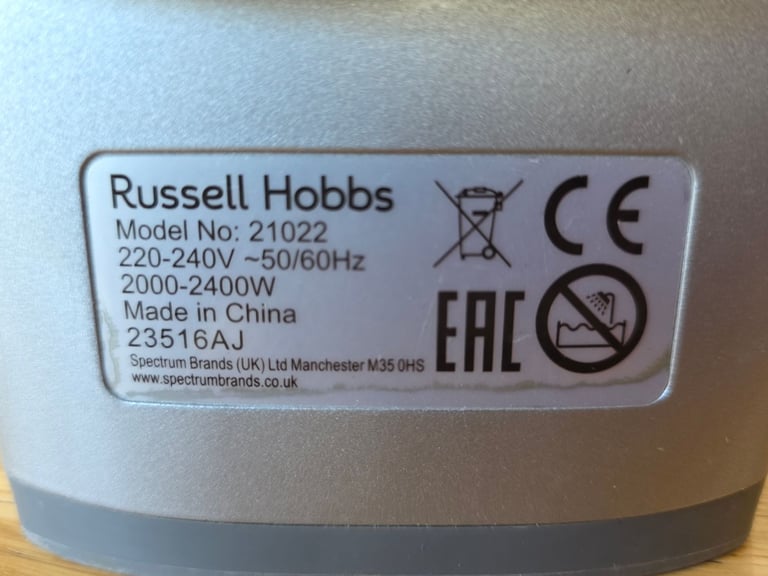 Russell Hobbs
Model No: 21022
220-240V ~50/60Hz
2000-2400W
Made in China
23516AJ
Spectrum Brands (UK) Ltd Manchester M35 0HS
www.spectrumbrands.co.uk
CE
EAC